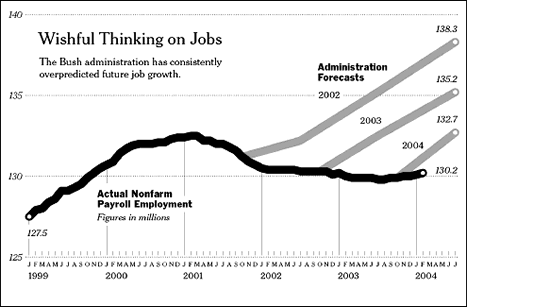 140
Wishful Thinking on Jobs
The Bush administration has consistently
overpredicted future job growth.
138.3
Administration
Forecasts
2002
135
135.2
2003
132.7
2004
130
130.2
Actual Nonfarm
Payroll Employment
Figures in millions
127.5
125
J F M A M J J A S O N D J F M A M J J A S O N D J F M A M J J A S O N D J F M A M J J A S O N D J F M A M J J A S O N D J F M A M J J
1999 2000 2001 2002 2003 2004